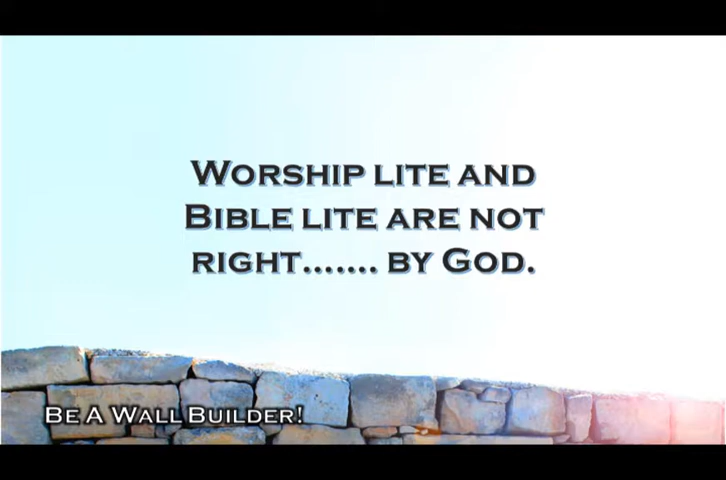 Worship lite and
Bible lite are not
right....... by God.
Be A Wall Builder!